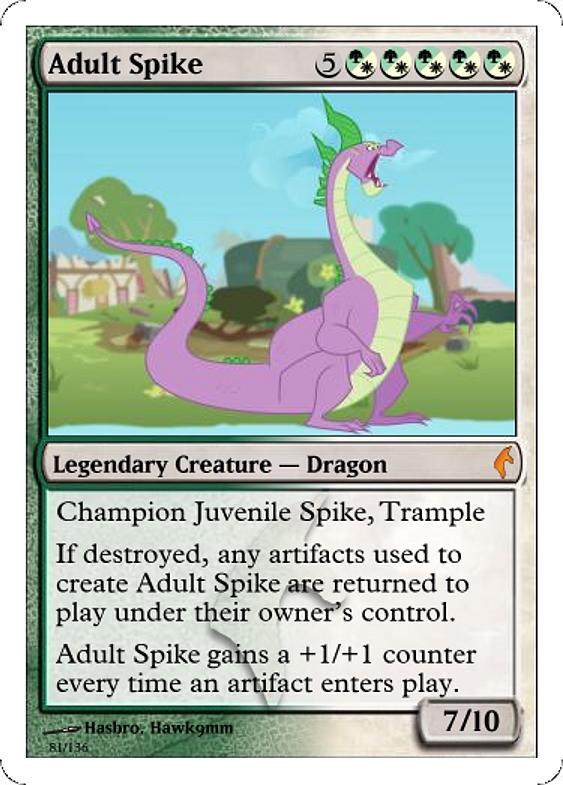 Adult Spike 5
Legendary Creature — Dragon
Champion Juvenile Spike, Trample
If destroyed, any artifacts used to
create Adult Spike are returned to
play under their owner's control.
Adult Spike gains a +1/+1 counter
every time an artifact enters play.
7/10
Hasbro, Hawk9mm
81/136